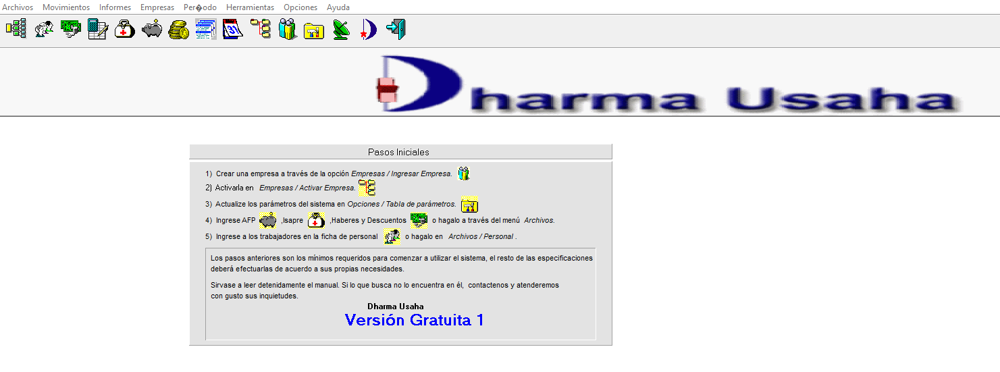 Archivos Movimientos Informes Empresas Per�odo Herramientas Opciones Ayuda
31
Dharma Usaha
Pasos Iniciales
1) Crear una empresa a través de la opción Empresas / Ingresar Empresa.
2) Activarla en Empresas / Activar Empresa.
3) Actualize los parámetros del sistema en Opciones / Tabla de parámetros.
4) Ingrese AFP ,Isapre ,Haberes y Descuentos o hagalo a través del menú Archivos.
5) Ingrese a los trabajadores en la ficha de personal o hagalo en Archivos / Personal .
Los pasos anteriores son los mínimos requeridos para comenzar a utilizar el sistema, el resto de las especificaciones
deberá efectuarlas de acuerdo a sus propias necesidades.
Sirvase a leer detenidamente el manual. Si lo que busca no lo encuentra en él, contactenos y atenderemos
con gusto sus inquietudes.
Dharma Usaha
Versión Gratuita 1